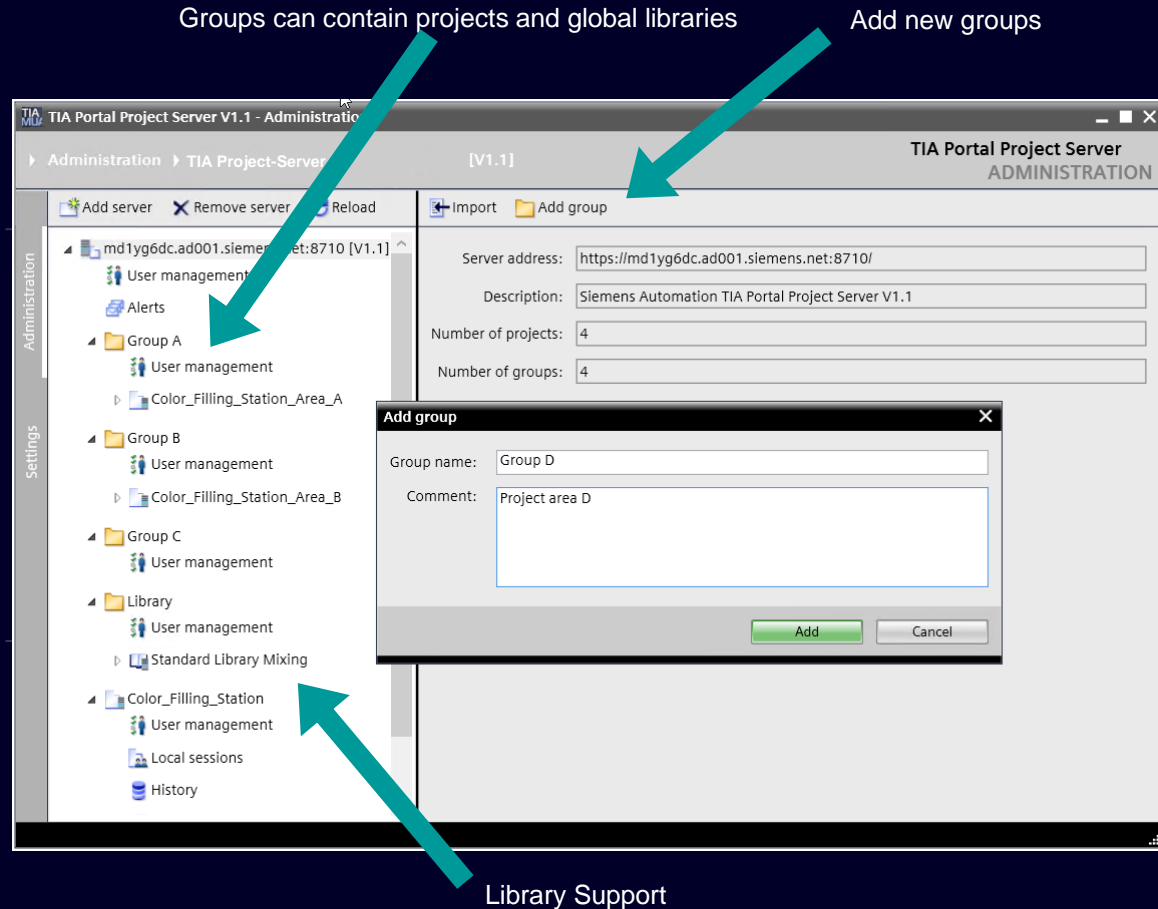 Groups can contain projects and global libraries
Add new groups
TIA Portal Project Server V1.1 - Administration
Administration TIA Project-Server [V1.1]
TIA Portal Project Server
ADMINISTRATION
Add server Remove server Reload
Import Add group
Administration
Settings
md1yg6dc.ad001.siemens.net:8710 [V1.1]
User management
Alerts
Group A
User management
Color_Filling_Station_Area_A
Group B
User management
Color_Filling_Station_Area_B
Group C
User management
Library
User management
Standard Library Mixing
Color_Filling_Station
User management
Local sessions
History
Server address: https://md1yg6dc.ad001.siemens.net:8710/
Description: Siemens Automation TIA Portal Project Server V1.1
Number of projects: 4
Number of groups: 4
Add group
Group name: Group D
Comment: Project area D
Add Cancel
Library Support